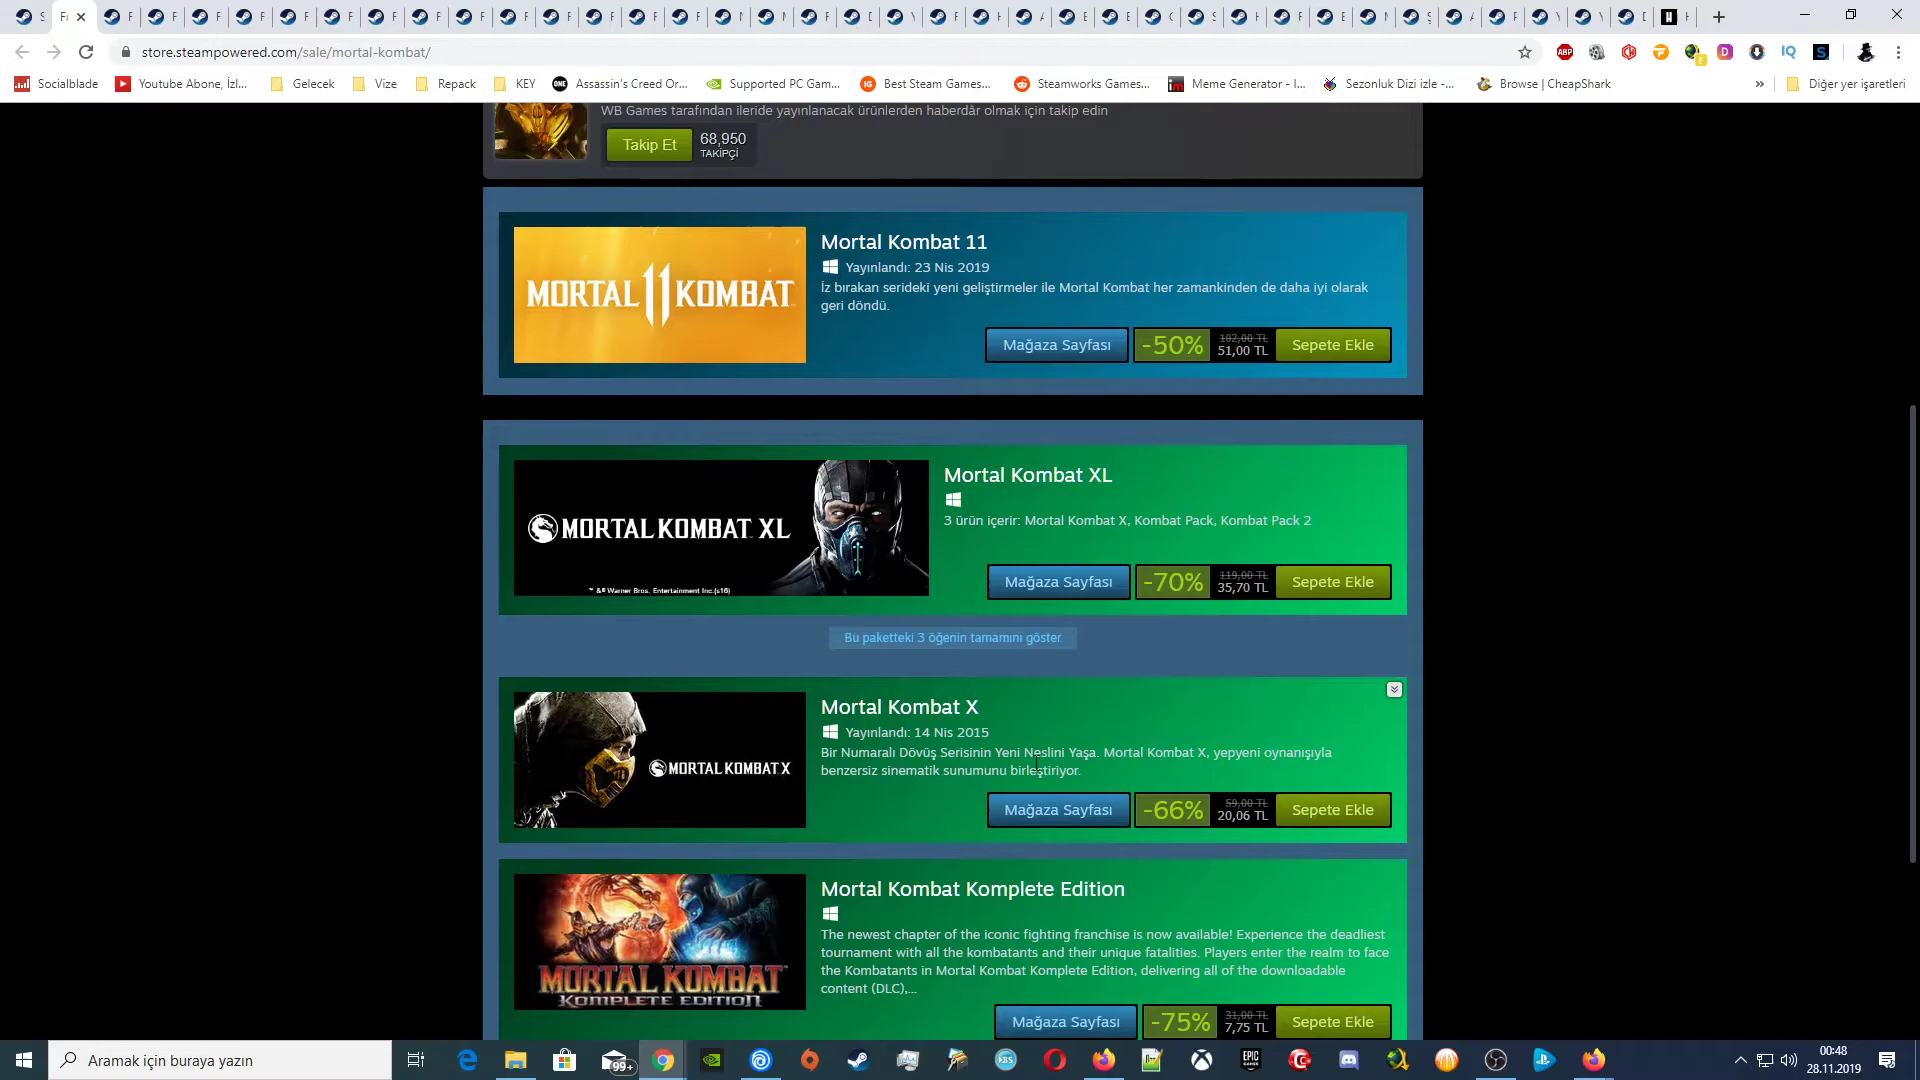 store.steampowered.com/sale/mortal-kombat/
Socialblade
Youtube Abone, İzl...
Gelecek
Vize
Repack
KEY
Assassin's Creed Or...
Supported PC Gam...
Best Steam Games...
Steamworks Games...
Meme Generator - I...
Sezonluk Dizi izle -...
Browse | CheapShark
»
Diğer yer işaretleri
WB Games tarafından ileride yayınlanacak ürünlerden haberdâr olmak için takip edin
Takip Et
68,950
TAKİPÇİ
MORTAL 11 KOMBAT
Mortal Kombat 11
Yayınlandı: 23 Nis 2019
İz bırakan serideki yeni geliştirmeler ile Mortal Kombat her zamankinden de daha iyi olarak
geri döndü.
Mağaza Sayfası
-50%
102,00 TL
51,00 TL
Sepete Ekle
MORTAL KOMBAT XL
™ & © Warner Bros. Entertainment Inc.(s16)
Mortal Kombat XL
3 ürün içerir: Mortal Kombat X, Kombat Pack, Kombat Pack 2
Mağaza Sayfası
-70%
119,00 TL
35,70 TL
Sepete Ekle
Bu paketteki 3 öğenin tamamını göster
MORTAL KOMBAT X
Mortal Kombat X
Yayınlandı: 14 Nis 2015
Bir Numaralı Dövüş Serisinin Yeni Neslini Yaşa. Mortal Kombat X, yepyeni oynanışıyla
benzersiz sinematik sunumunu birleştiriyor.
Mağaza Sayfası
-66%
59,00 TL
20,06 TL
Sepete Ekle
MORTAL KOMBAT
KOMPLETE EDITION
Mortal Kombat Komplete Edition
The newest chapter of the iconic fighting franchise is now available! Experience the deadliest
tournament with all the kombatants and their unique fatalities. Players enter the realm to face
the Kombatants in Mortal Kombat Komplete Edition, delivering all of the downloadable
content (DLC),...
Mağaza Sayfası
-75%
31,00 TL
7,75 TL
Sepete Ekle
Aramak için buraya yazın
99+
00:48
28.11.2019